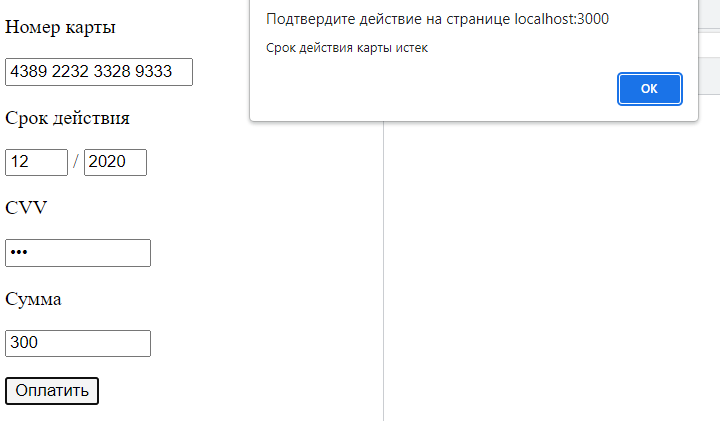 Подтвердите действие на странице localhost:3000
Срок действия карты истек
ОК
Номер карты
4389 2232 3328 9333
Срок действия
12 / 2020
CVV
•••
Сумма
300
Оплатить